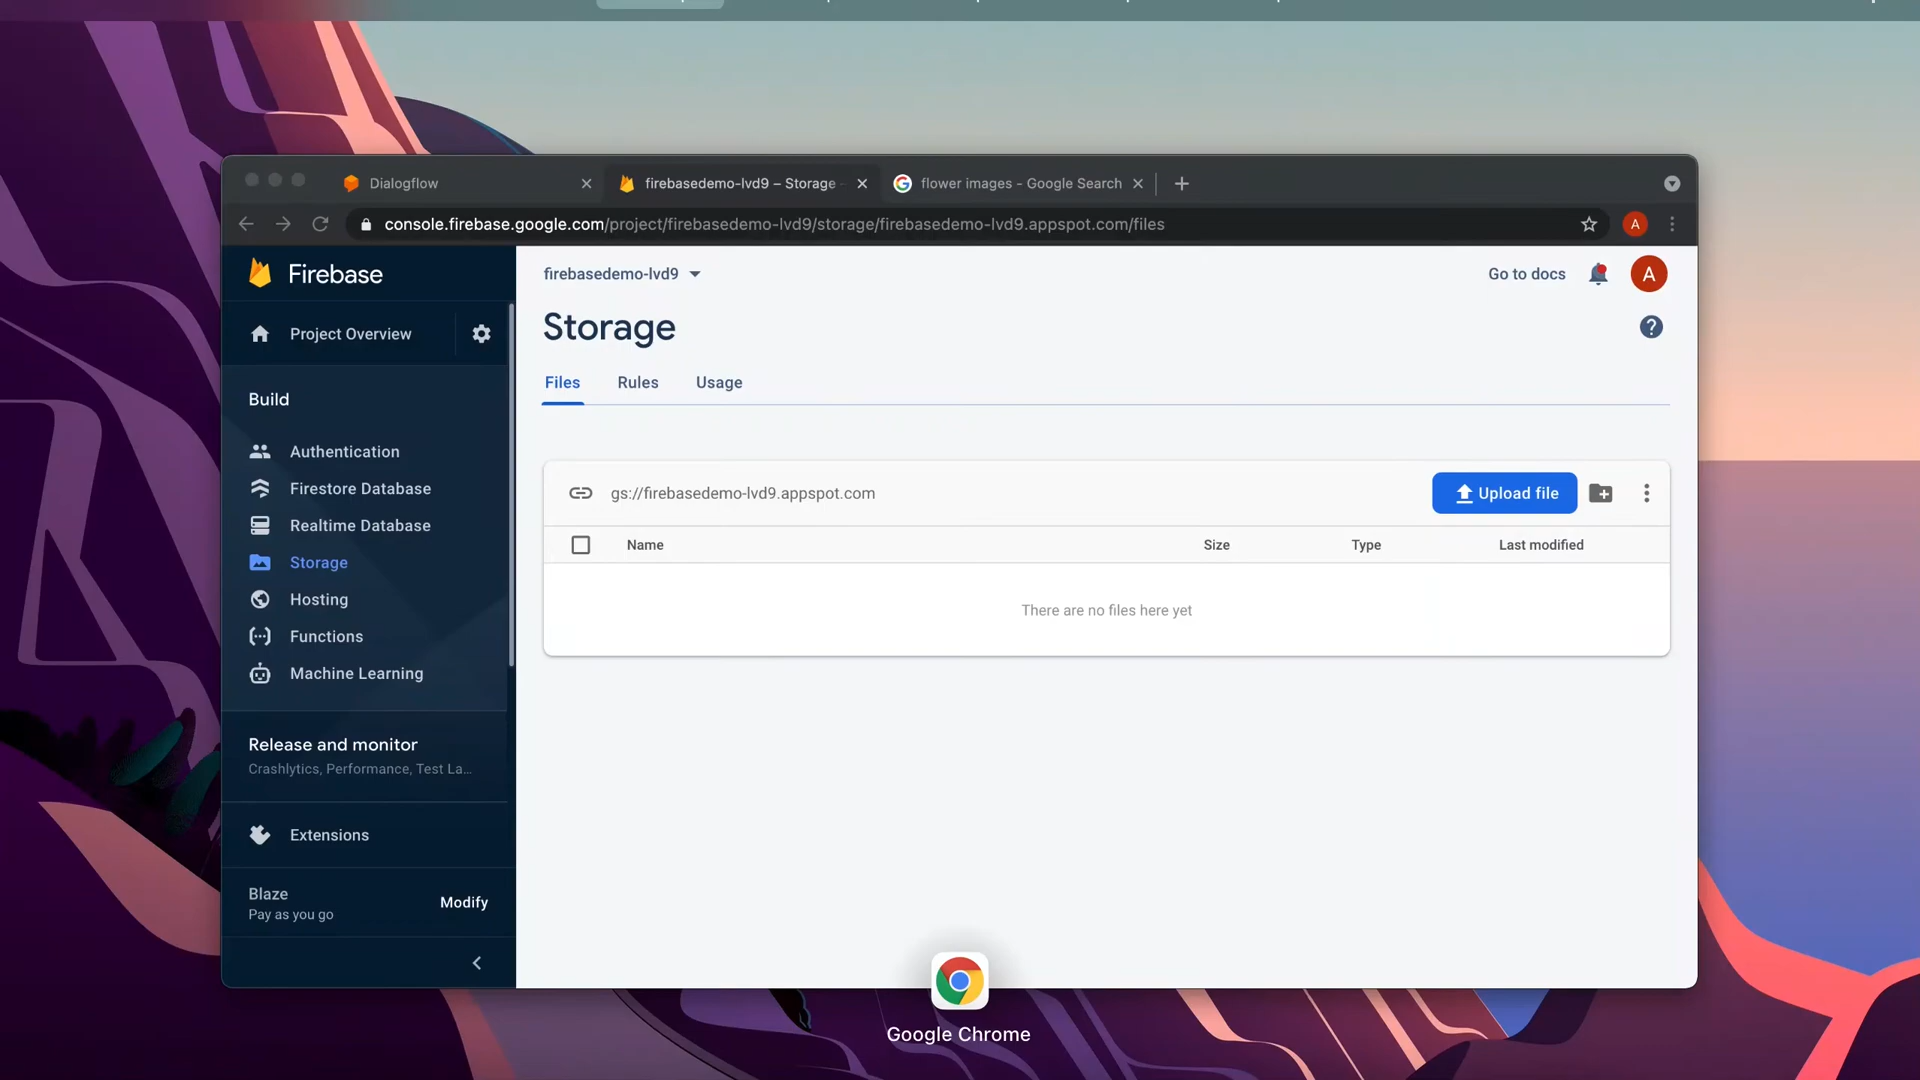 Dialogflow
firebasedemo-lvd9 – Storage -
flower images - Google Search
console.firebase.google.com/project/firebasedemo-lvd9/storage/firebasedemo-lvd9.appspot.com/files
A
Firebase
firebasedemo-lvd9
Go to docs
A
Project Overview
Storage
?
Files
Rules
Usage
Build
Authentication
Firestore Database
Realtime Database
Storage
Hosting
Functions
Machine Learning
gs://firebasedemo-lvd9.appspot.com
Upload file
Name
Size
Type
Last modified
There are no files here yet
Release and monitor
Crashlytics, Performance, Test La...
Extensions
Blaze
Pay as you go
Modify
Google Chrome